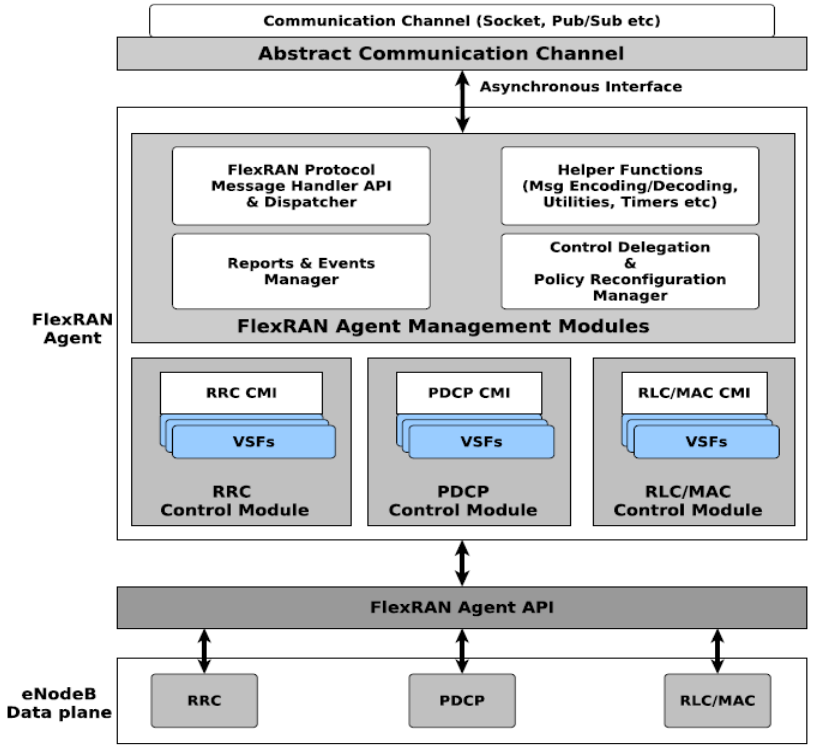 Communication Channel (Socket, Pub/Sub etc)
Abstract Communication Channel
Asynchronous Interface
FlexRAN Protocol
Message Handler API
& Dispatcher
Helper Functions
(Msg Encoding/Decoding,
Utilities, Timers etc)
Reports & Events
Manager
Control Delegation
&
Policy Reconfiguration
Manager
FlexRAN Agent Management Modules
FlexRAN
Agent
RRC CMI
VSFs
RRC
Control Module
PDCP CMI
VSFs
PDCP
Control Module
RLC/MAC CMI
VSFs
RLC/MAC
Control Module
FlexRAN Agent API
eNodeB
Data plane
RRC
PDCP
RLC/MAC